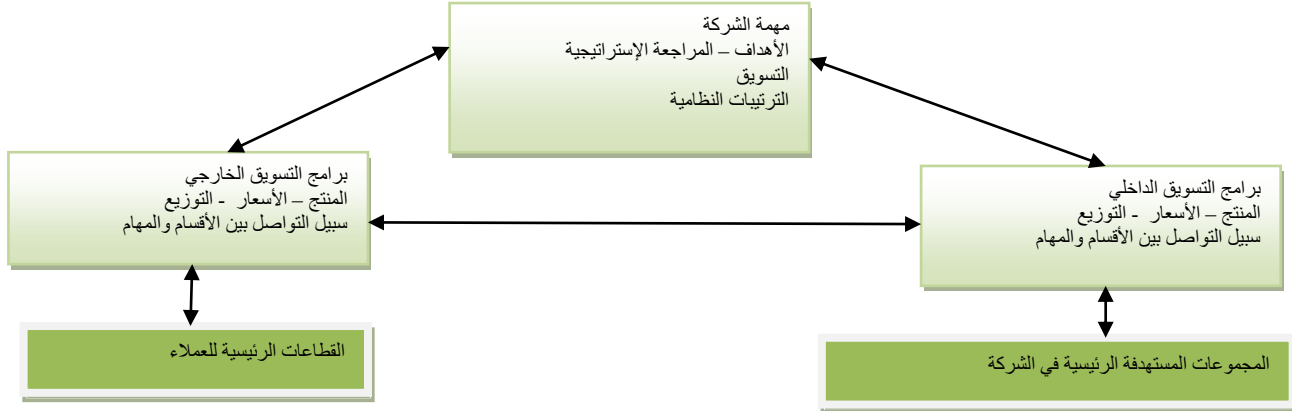 مهمة الشركة
الأهداف – المراجعة الإستراتيجية
التسويق
الترتيبات النظامية
برامج التسويق الداخلي
المنتج – الأسعار - التوزيع
سبيل التواصل بين الأقسام والمهام
برامج التسويق الخارجي
المنتج – الأسعار - التوزيع
سبيل التواصل بين الأقسام والمهام
المجموعات المستهدفة الرئيسية في الشركة
القطاعات الرئيسية للعملاء